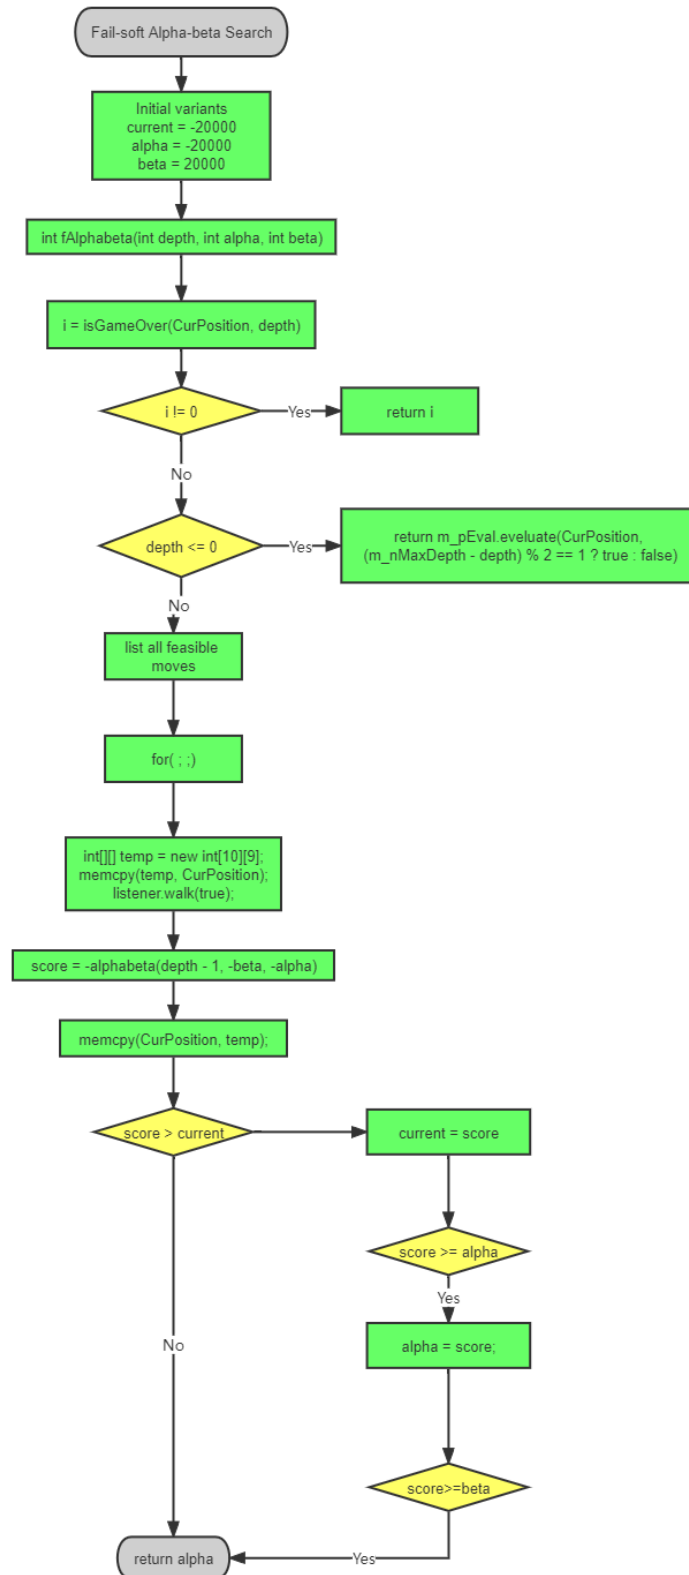 Fail-soft Alpha-beta Search
Initial variants
current = -20000
alpha = -20000
beta = 20000
int fAlphabeta(int depth, int alpha, int beta)
i = isGameOver(CurPosition, depth)
i != 0
Yes
return i
No
depth <= 0
Yes
return m_pEval.eveluate(CurPosition,
(m_nMaxDepth - depth) % 2 == 1 ? true : false)
No
list all feasible
moves
for( ; ;)
int[][] temp = new int[10][9];
memcpy(temp, CurPosition);
listener.walk(true);
score = -alphabeta(depth - 1, -beta, -alpha)
memcpy(CurPosition, temp);
score > current
current = score
score >= alpha
Yes
alpha = score;
No
score>=beta
Yes
return alpha